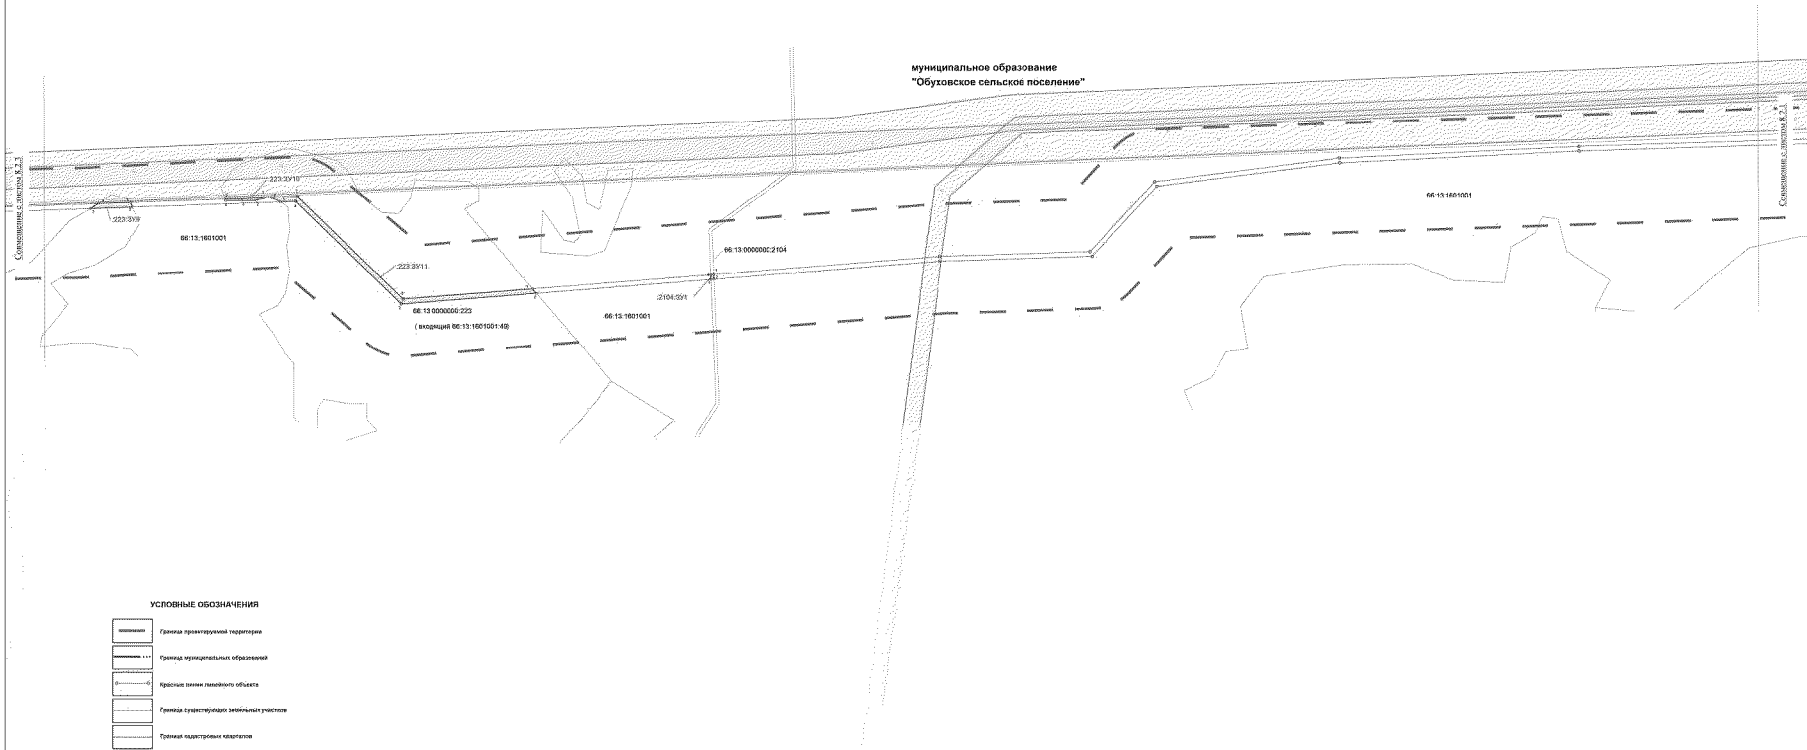 муниципальное образование
"Обуховское сельское поселение"
Совмещение с листом 8.2.3
Совмещение с листом 8.2.1
:223:ЗУ10
:223:ЗУ9
66:13:1601001
66:13:1601001
:223:ЗУ11
66:13:0000000:2104
:2104:ЗУ1
66:13:0000000:223
( входящий 66:13:1601001:49)
66:13:1601001
УСЛОВНЫЕ ОБОЗНАЧЕНИЯ
Граница проектируемой территории
Граница муниципальных образований
Красные линии линейного объекта
Граница существующих земельных участков
Граница кадастровых кварталов